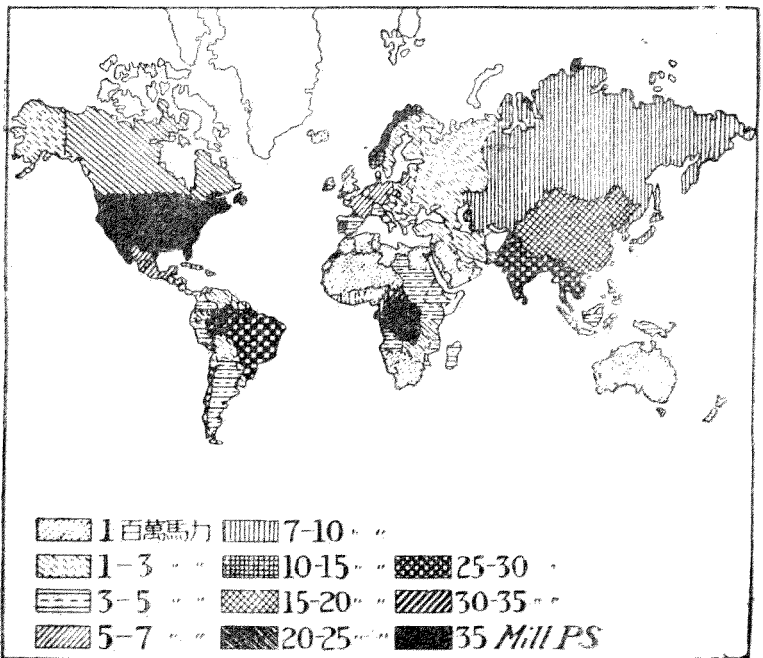 1 百萬馬力 7-10 〃 〃
1-3 〃 〃 10-15 〃 〃 25-30 〃
3-5 〃 〃 15-20 〃 〃 30-35 〃 〃
5-7 〃 〃 20-25 〃 〃 35 Mill PS